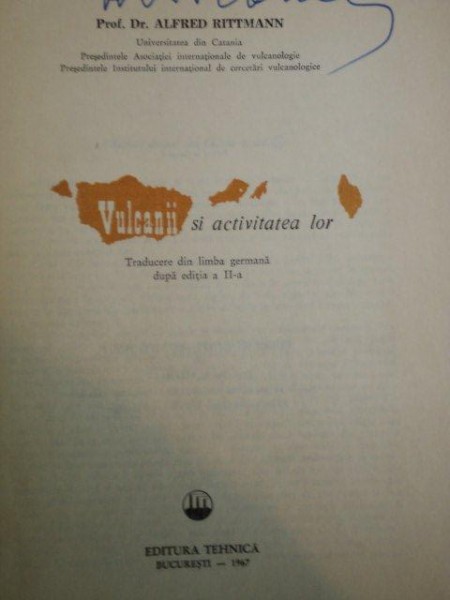 Prof. Dr. ALFRED RITTMANN
Universitatea din Catania
Președintele Asociației internaționale de vulcanologie
Președintele Institutului internațional de cercetări vulcanologice
Vulcanii si activitatea lor
Traducere din limba germană
după ediția a II-a
EDITURA TEHNICĂ
BUCUREȘTI — 1967